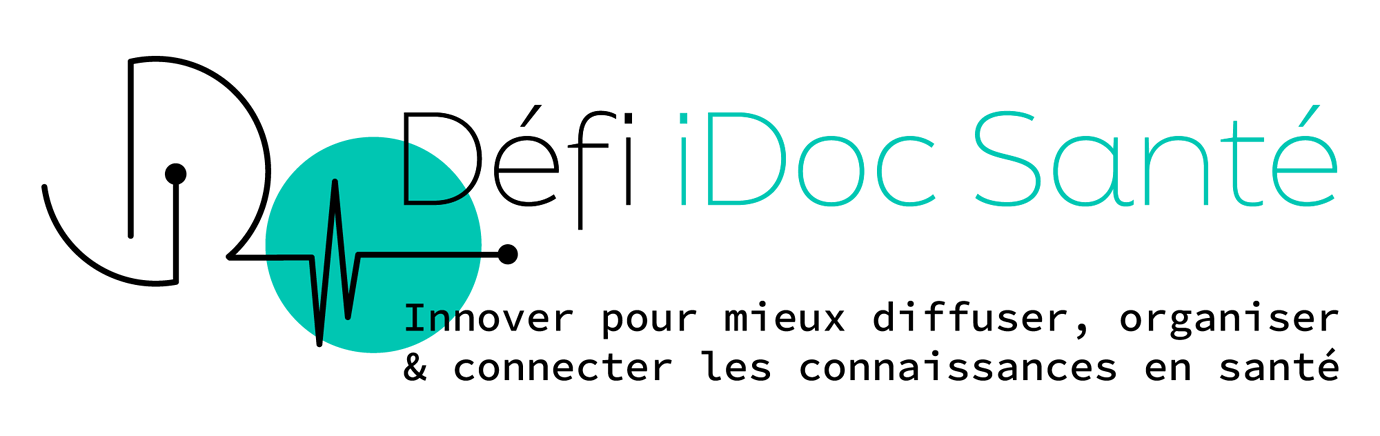 Défi iDoc Santé
Innover pour mieux diffuser, organiser
& connecter les connaissances en santé